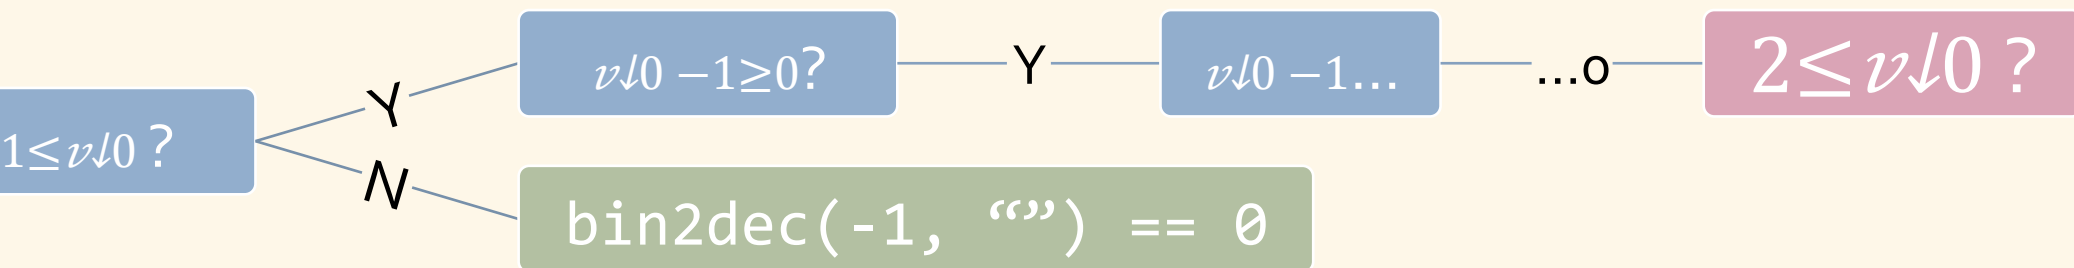 1≤𝑣↓0 ?
Y
N
𝑣↓0 −1≥0?
Y
𝑣↓0 −1…
...o
2≤𝑣↓0 ?
bin2dec(-1, “”) == 0